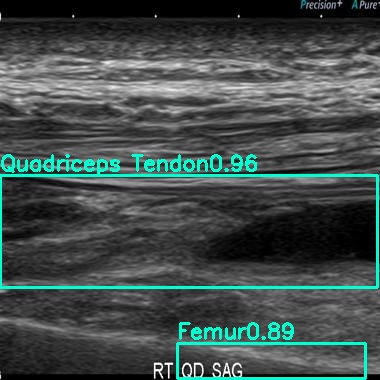 Precision+ A Pure+
Quadriceps Tendon0.96
Femur0.89
RT QD SAG